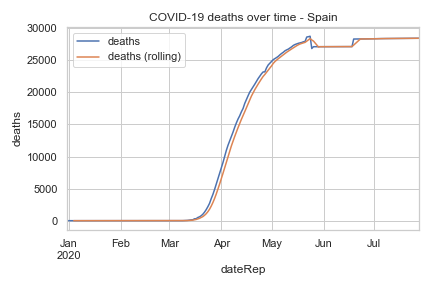 COVID-19 deaths over time - Spain
deaths
deaths (rolling)
30000
25000
20000
15000
10000
5000
0
deaths
Jan Feb Mar Apr May Jun Jul
2020
dateRep